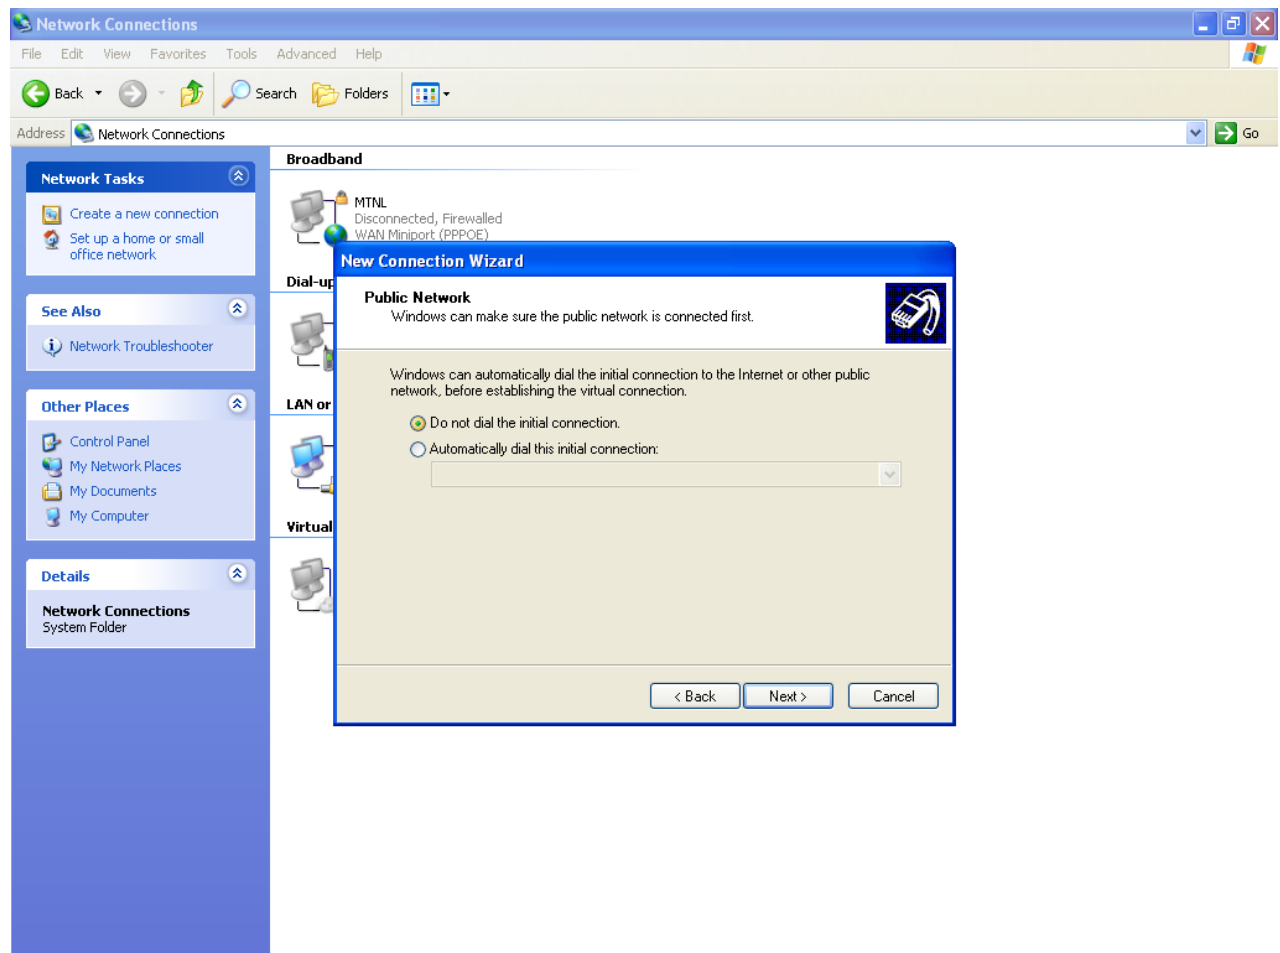 Network Connections
File Edit View Favorites Tools Advanced Help
Back Search Folders
Address Network Connections Go
Network Tasks
Create a new connection
Set up a home or small
office network
See Also
Network Troubleshooter
Other Places
Control Panel
My Network Places
My Documents
My Computer
Details
Network Connections
System Folder
Broadband
MTNL
Disconnected, Firewalled
WAN Miniport (PPPOE)
Dial-up
LAN or
Virtual
New Connection Wizard
Public Network
Windows can make sure the public network is connected first.
Windows can automatically dial the initial connection to the Internet or other public
network, before establishing the virtual connection.
Do not dial the initial connection.
Automatically dial this initial connection:
< Back Next > Cancel